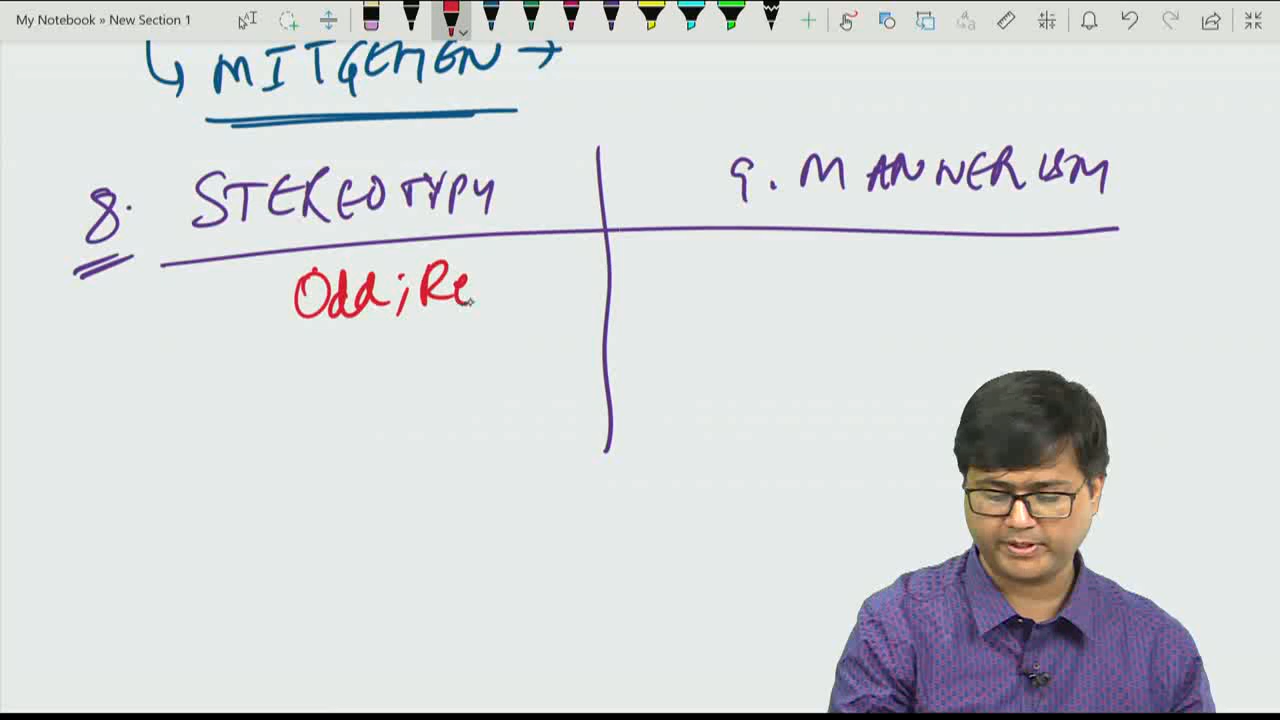 My Notebook » New Section 1
↳ MITGEHEN →
8. STEREOTYPY
9. MANNERISM
Odd; Re